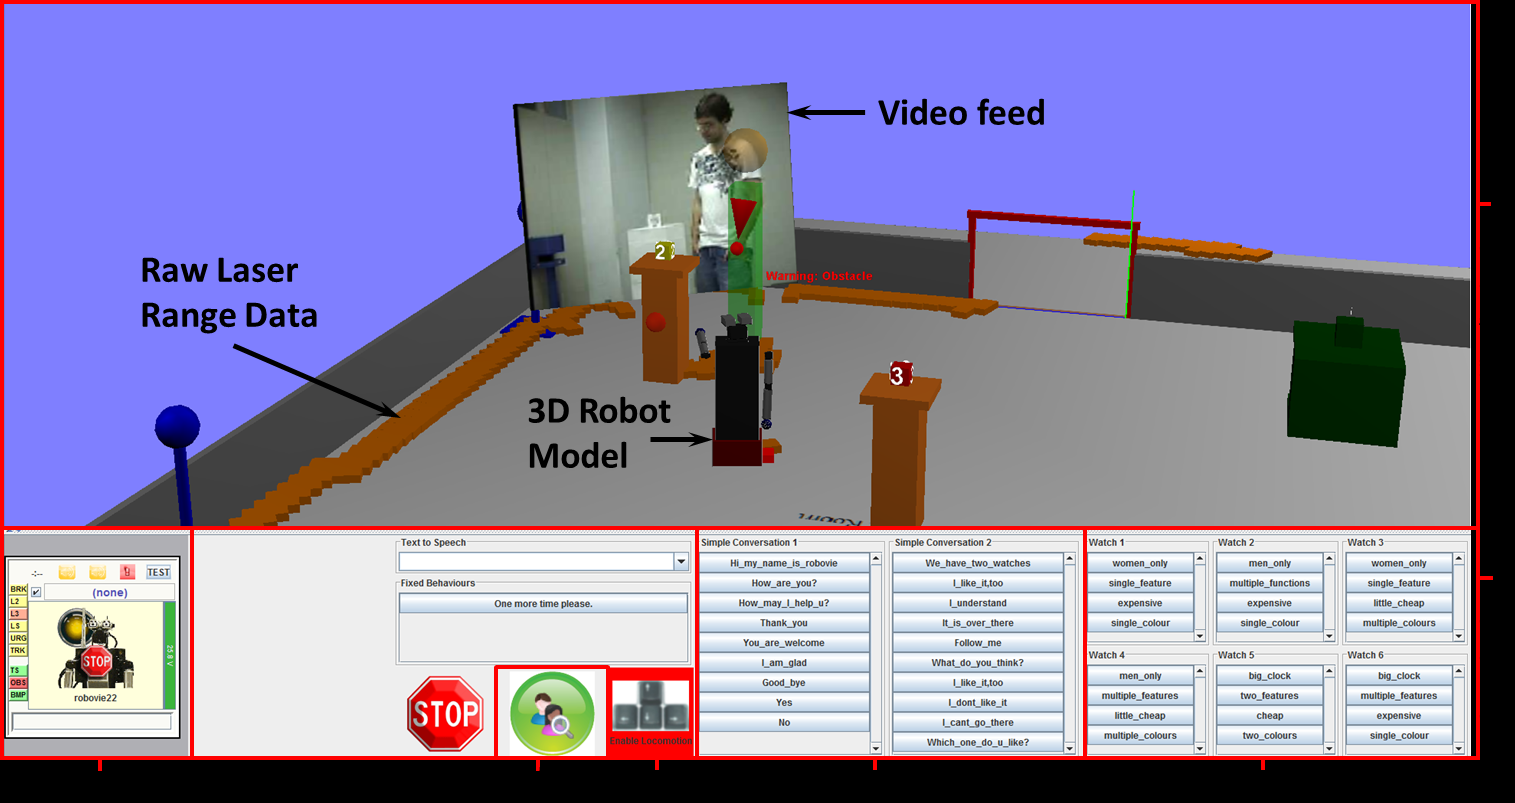 Video feed
Raw Laser
Range Data
2
Warning: Obstacle
3D Robot
Model
3
Room
-:--
TEST
BRK
L2
L3
LS
URG
TRK
TS
OBS
BMP
(none)
25.8 V
STOP
robovie22
Text to Speech
Fixed Behaviours
One more time please.
STOP
Enable Locomotion
Simple Conversation 1
Hi_my_name_is_robovie
How_are_you?
How_may_I_help_u?
Thank_you
You_are_welcome
I_am_glad
Good_bye
Yes
No
Simple Conversation 2
We_have_two_watches
I_like_it,too
I_understand
It_is_over_there
Follow_me
What_do_you_think?
I_like_it,too
I_dont_like_it
I_cant_go_there
Which_one_do_u_like?
Watch 1
women_only
single_feature
expensive
single_colour
Watch 2
men_only
multiple_functions
expensive
single_colour
Watch 3
women_only
single_feature
little_cheap
multiple_colours
Watch 4
men_only
multiple_features
little_cheap
multiple_colours
Watch 5
big_clock
two_features
cheap
two_colours
Watch 6
big_clock
multiple_features
expensive
single_colour